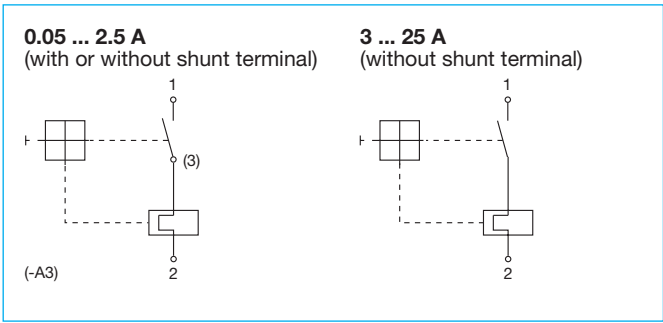 0.05 ... 2.5 A
(with or without shunt terminal)
1
(3)
2
(-A3)
3 ... 25 A
(without shunt terminal)
1
2